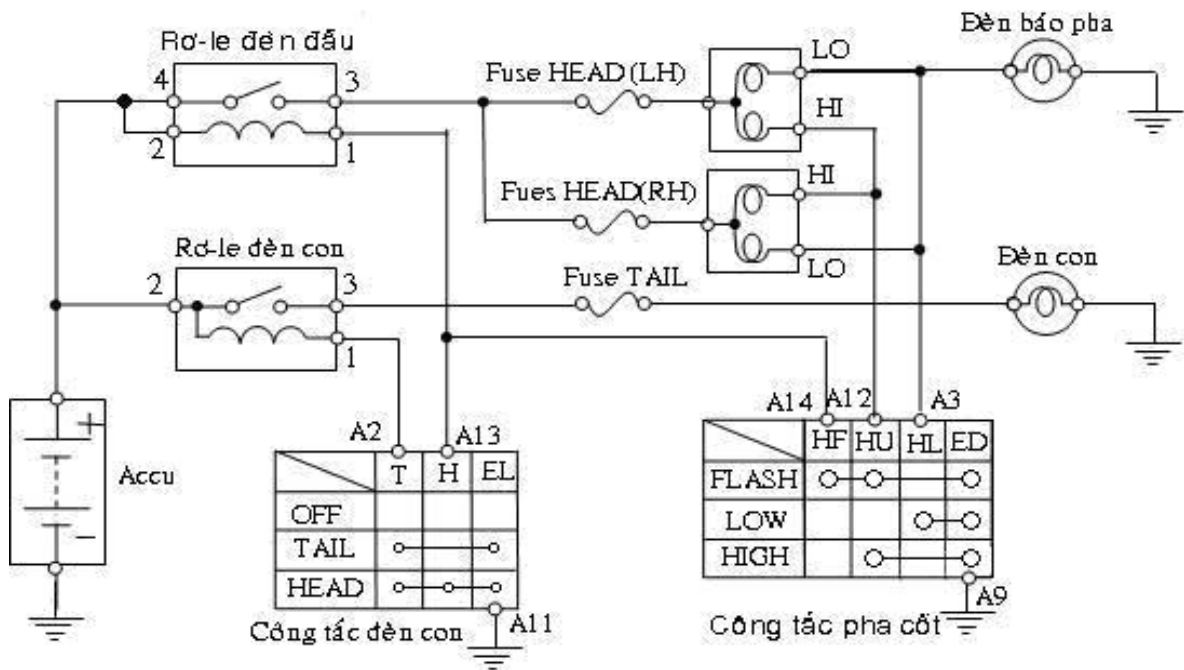 Rơ-le đèn đầu
4
3
2
1
Fuse HEAD(LH)
LO
HI
Đèn báo pha
Fues HEAD(RH)
HI
LO
Rơ-le đèn con
2
3
1
Fuse TAIL
Đèn con
Accu
+
−
A2
A13
T H EL
OFF
TAIL
HEAD
A11
Công tắc đèn con
A14 A12 A3
HF HU HL ED
FLASH
LOW
HIGH
A9
Công tắc pha cốt